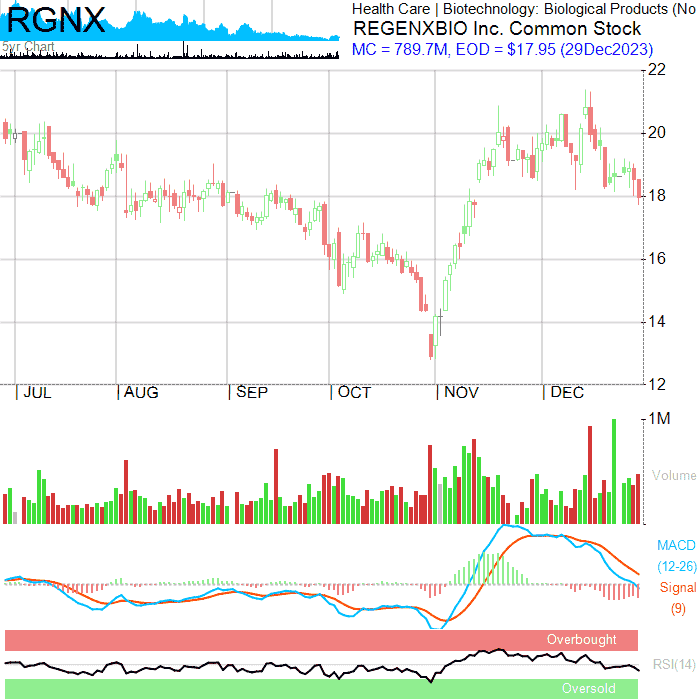 RGNX
5yr Chart
Health Care | Biotechnology: Biological Products (No
REGENXBIO Inc. Common Stock
MC = 789.7M, EOD = $17.95 (29Dec2023)
22
20
18
16
14
12
| JUL | AUG | SEP | OCT | NOV | DEC
1M
Volume
MACD
(12-26)
Signal
(9)
Overbought
RSI(14)
Oversold